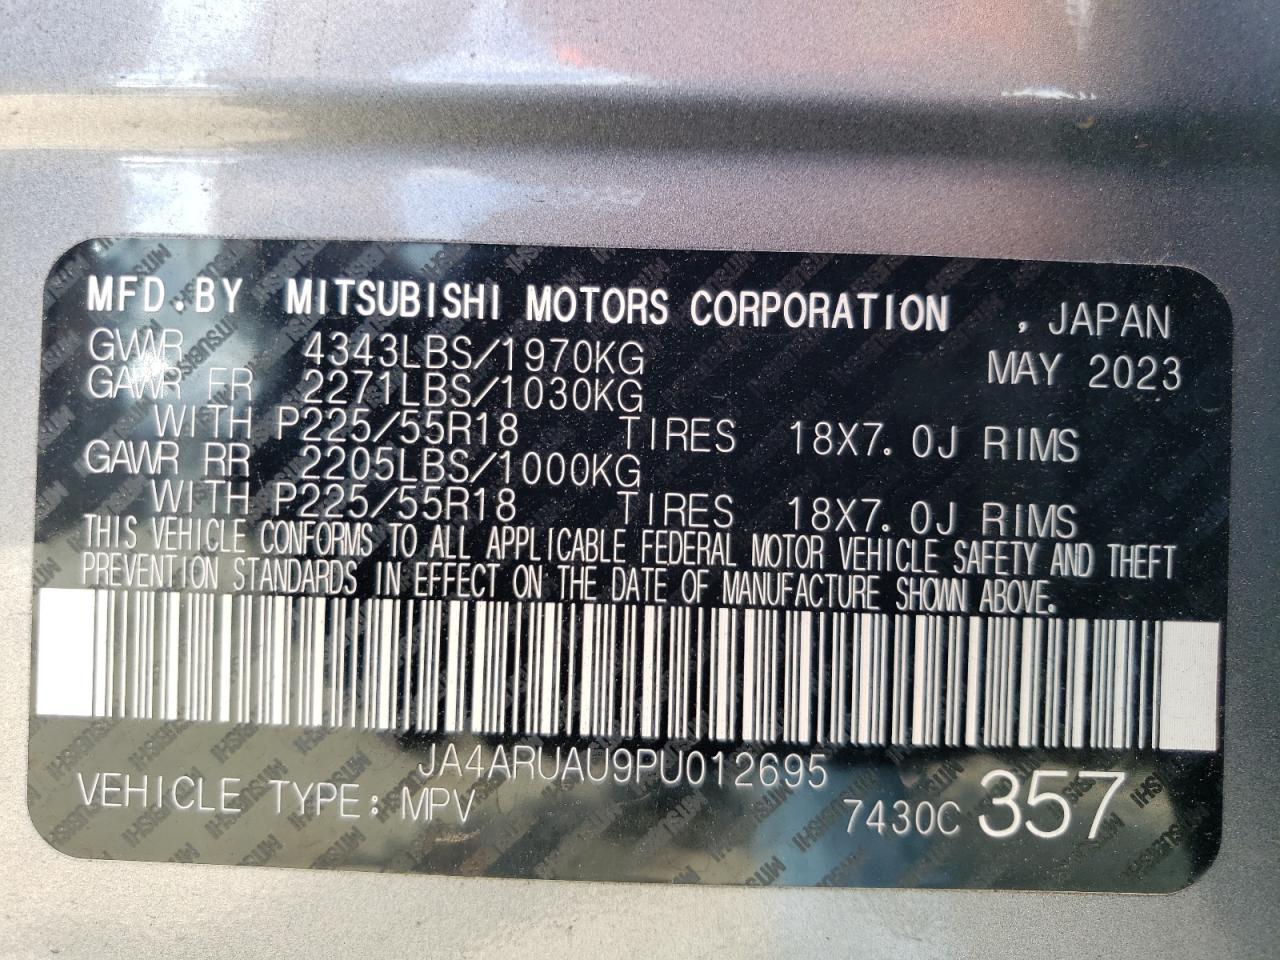 MFD.BY MITSUBISHI MOTORS CORPORATION , JAPAN
GVWR 4343LBS/1970KG MAY 2023
GAWR FR 2271LBS/1030KG
WITH P225/55R18 TIRES 18X7.0J RIMS
GAWR RR 2205LBS/1000KG
WITH P225/55R18 TIRES 18X7.0J RIMS
THIS VEHICLE CONFORMS TO ALL APPLICABLE FEDERAL MOTOR VEHICLE SAFETY AND THEFT
PREVENTION STANDARDS IN EFFECT ON THE DATE OF MANUFACTURE SHOWN ABOVE.
JA4ARUAU9PU012695
VEHICLE TYPE: MPV 7430C 357